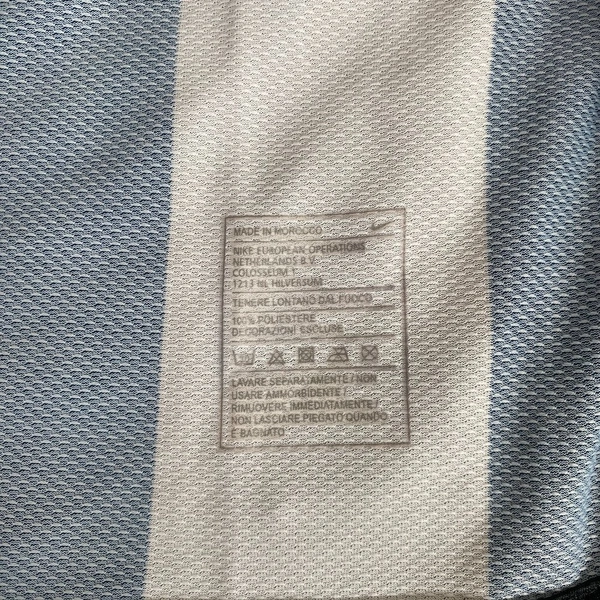 MADE IN MOROCCO
NIKE EUROPEAN OPERATIONS
NETHERLANDS B.V.
COLOSSEUM 1
1213 NL HILVERSUM
TENERE LONTANO DAL FUOCO
100% POLIESTERE
DECORAZIONI ESCLUSE
LAVARE SEPARATAMENTE / NON
USARE AMMORBIDENTE /
RIMUOVERE IMMEDIATAMENTE /
NON LASCIARE PIEGATO QUANDO
È BAGNATO